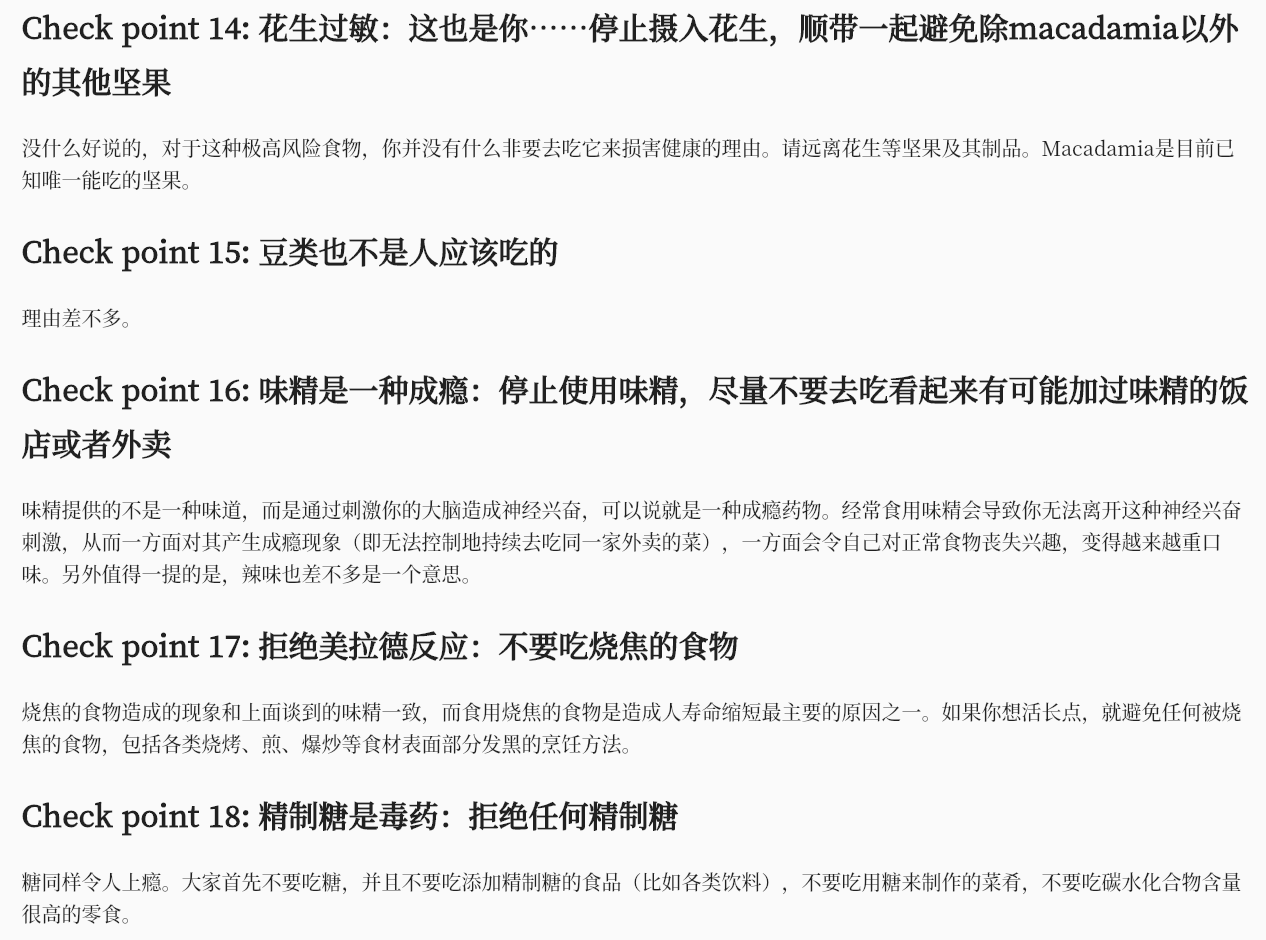 Check point 14: 花生过敏：这也是你……停止摄入花生，顺带一起避免除macadamia以外
的其他坚果
没什么好说的，对于这种极高风险食物，你并没有什么非要去吃它来损害健康的理由。请远离花生等坚果及其制品。Macadamia是目前已
知唯一能吃的坚果。
Check point 15: 豆类也不是人应该吃的
理由差不多。
Check point 16: 味精是一种成瘾：停止使用味精，尽量不要去吃看起来有可能加过味精的饭
店或者外卖
味精提供的不是一种味道，而是通过刺激你的大脑造成神经兴奋，可以说就是一种成瘾药物。经常食用味精会导致你无法离开这种神经兴奋
刺激，从而一方面对其产生成瘾现象（即无法控制地持续去吃同一家外卖的菜），一方面会令自己对正常食物丧失兴趣，变得越来越重口
味。另外值得一提的是，辣味也差不多是一个意思。
Check point 17: 拒绝美拉德反应：不要吃烧焦的食物
烧焦的食物造成的现象和上面谈到的味精一致，而食用烧焦的食物是造成人寿命缩短最主要的原因之一。如果你想活长点，就避免任何被烧
焦的食物，包括各类烧烤、煎、爆炒等食材表面部分发黑的烹饪方法。
Check point 18: 精制糖是毒药：拒绝任何精制糖
糖同样令人上瘾。大家首先不要吃糖，并且不要吃添加精制糖的食品（比如各类饮料），不要吃用糖来制作的菜肴，不要吃碳水化合物含量
很高的零食。